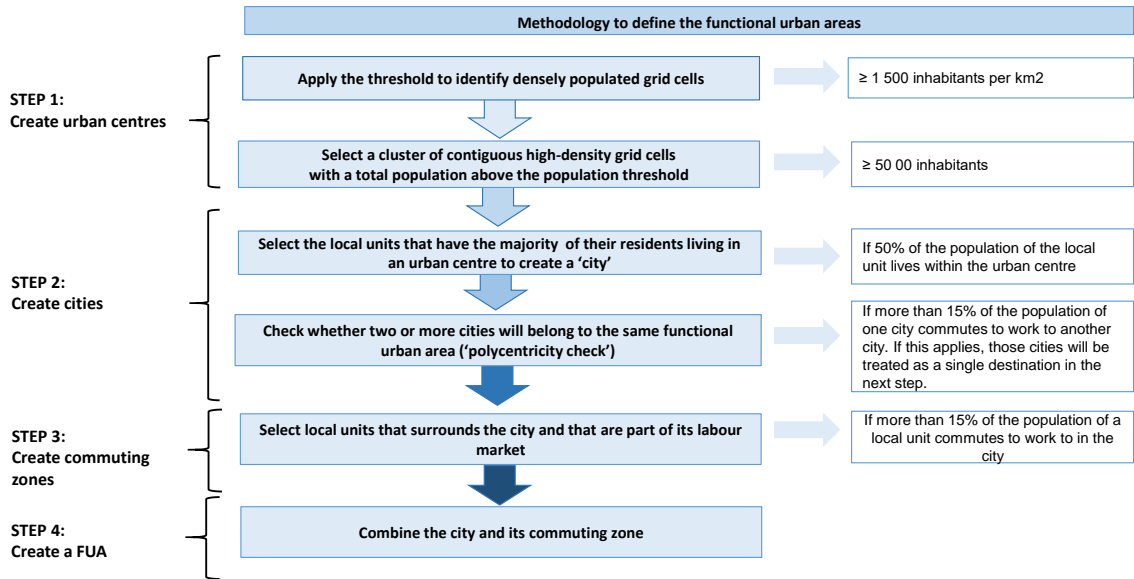 Methodology to define the functional urban areas
STEP 1:
Create urban centres
Apply the threshold to identify densely populated grid cells
≥ 1 500 inhabitants per km2
Select a cluster of contiguous high-density grid cells
with a total population above the population threshold
≥ 50 00 inhabitants
STEP 2:
Create cities
Select the local units that have the majority of their residents living in
an urban centre to create a ‘city’
If 50% of the population of the local
unit lives within the urban centre
Check whether two or more cities will belong to the same functional
urban area (‘polycentricity check’)
If more than 15% of the population of
one city commutes to work to another
city. If this applies, those cities will be
treated as a single destination in the
next step.
STEP 3:
Create commuting
zones
Select local units that surrounds the city and that are part of its labour
market
If more than 15% of the population of a
local unit commutes to work to in the
city
STEP 4:
Create a FUA
Combine the city and its commuting zone